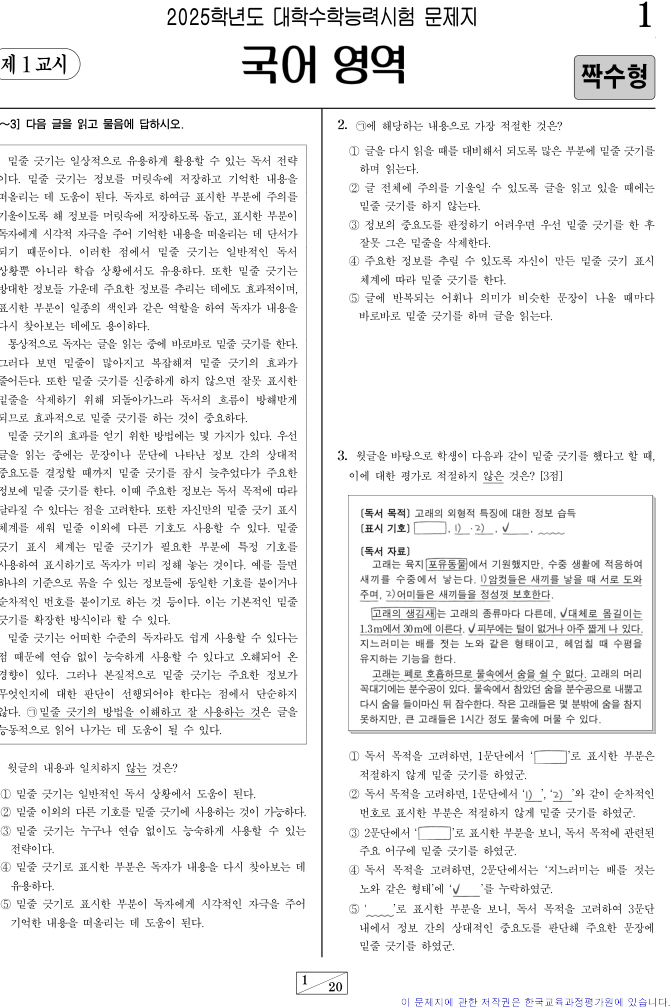 2025학년도 대학수학능력시험 문제지
1
제 1 교시
국어 영역
짝수형
~3] 다음 글을 읽고 물음에 답하시오.
밑줄 긋기는 일상적으로 유용하게 활용할 수 있는 독서 전략
이다. 밑줄 긋기는 정보를 머릿속에 저장하고 기억한 내용을
떠올리는 데 도움이 된다. 독자로 하여금 표시한 부분에 주의를
기울이도록 해 정보를 머릿속에 저장하도록 돕고, 표시한 부분이
독자에게 시각적 자극을 주어 기억한 내용을 떠올리는 데 단서가
되기 때문이다. 이러한 점에서 밑줄 긋기는 일반적인 독서
상황뿐 아니라 학습 상황에서도 유용하다. 또한 밑줄 긋기는
방대한 정보들 가운데 주요한 정보를 추리는 데에도 효과적이며,
표시한 부분이 일종의 색인과 같은 역할을 하여 독자가 내용을
다시 찾아보는 데에도 용이하다.
통상적으로 독자는 글을 읽는 중에 바로바로 밑줄 긋기를 한다.
그러다 보면 밑줄이 많아지고 복잡해져 밑줄 긋기의 효과가
줄어든다. 또한 밑줄 긋기를 신중하게 하지 않으면 잘못 표시한
밑줄을 삭제하기 위해 되돌아가느라 독서의 흐름이 방해받게
되므로 효과적으로 밑줄 긋기를 하는 것이 중요하다.
밑줄 긋기의 효과를 얻기 위한 방법에는 몇 가지가 있다. 우선
글을 읽는 중에는 문장이나 문단에 나타난 정보 간의 상대적
중요도를 결정할 때까지 밑줄 긋기를 잠시 늦추었다가 주요한
정보에 밑줄 긋기를 한다. 이때 주요한 정보는 독서 목적에 따라
달라질 수 있다는 점을 고려한다. 또한 자신만의 밑줄 긋기 표시
체계를 세워 밑줄 이외에 다른 기호도 사용할 수 있다. 밑줄
긋기 표시 체계는 밑줄 긋기가 필요한 부분에 특정 기호를
사용하여 표시하기로 독자가 미리 정해 놓는 것이다. 예를 들면
하나의 기준으로 묶을 수 있는 정보들에 동일한 기호를 붙이거나
순차적인 번호를 붙이기로 하는 것 등이다. 이는 기본적인 밑줄
긋기를 확장한 방식이라 할 수 있다.
밑줄 긋기는 어떠한 수준의 독자라도 쉽게 사용할 수 있다는
점 때문에 연습 없이 능숙하게 사용할 수 있다고 오해되어 온
경향이 있다. 그러나 본질적으로 밑줄 긋기는 주요한 정보가
무엇인지에 대한 판단이 선행되어야 한다는 점에서 단순하지
않다. ㉠밑줄 긋기의 방법을 이해하고 잘 사용하는 것은 글을
능동적으로 읽어 나가는 데 도움이 될 수 있다.
윗글의 내용과 일치하지 않는 것은?
① 밑줄 긋기는 일반적인 독서 상황에서 도움이 된다.
② 밑줄 이외의 다른 기호를 밑줄 긋기에 사용하는 것이 가능하다.
③ 밑줄 긋기는 누구나 연습 없이도 능숙하게 사용할 수 있는
전략이다.
④ 밑줄 긋기로 표시한 부분은 독자가 내용을 다시 찾아보는 데
유용하다.
⑤ 밑줄 긋기로 표시한 부분이 독자에게 시각적인 자극을 주어
기억한 내용을 떠올리는 데 도움이 된다.
2. ㉠에 해당하는 내용으로 가장 적절한 것은?
① 글을 다시 읽을 때를 대비해서 되도록 많은 부분에 밑줄 긋기를
하며 읽는다.
② 글 전체에 주의를 기울일 수 있도록 글을 읽고 있을 때에는
밑줄 긋기를 하지 않는다.
③ 정보의 중요도를 판정하기 어려우면 우선 밑줄 긋기를 한 후
잘못 그은 밑줄을 삭제한다.
④ 주요한 정보를 추릴 수 있도록 자신이 만든 밑줄 긋기 표시
체계에 따라 밑줄 긋기를 한다.
⑤ 글에 반복되는 어휘나 의미가 비슷한 문장이 나올 때마다
바로바로 밑줄 긋기를 하며 글을 읽는다.
3. 윗글을 바탕으로 학생이 다음과 같이 밑줄 긋기를 했다고 할 때,
이에 대한 평가로 적절하지 않은 것은? [3점]
[독서 목적] 고래의 외형적 특징에 대한 정보 습득
[표시 기호] , 1) · 2) , ✓ ,
[독서 자료]
고래는 육지 포유동물에서 기원했지만, 수중 생활에 적응하여
새끼를 수중에서 낳는다. 1)암컷들은 새끼를 낳을 때 서로 도와
주며, 2)어미들은 새끼들을 정성껏 보호한다.
고래의 생김새는 고래의 종류마다 다른데, ✓대체로 몸길이는
1.3m에서 30m에 이른다. ✓피부에는 털이 없거나 아주 짧게 나 있다.
지느러미는 배를 젓는 노와 같은 형태이고, 헤엄칠 때 수평을
유지하는 기능을 한다.
고래는 폐로 호흡하므로 물속에서 숨을 쉴 수 없다. 고래의 머리
꼭대기에는 분수공이 있다. 물속에서 참았던 숨을 분수공으로 내뿜고
다시 숨을 들이마신 뒤 잠수한다. 작은 고래들은 몇 분밖에 숨을 참지
못하지만, 큰 고래들은 1시간 정도 물속에 머물 수 있다.
① 독서 목적을 고려하면, 1문단에서 ‘ ’로 표시한 부분은
적절하지 않게 밑줄 긋기를 하였군.
② 독서 목적을 고려하면, 1문단에서 ‘1) ’, ‘2) ’와 같이 순차적인
번호로 표시한 부분은 적절하지 않게 밑줄 긋기를 하였군.
③ 2문단에서 ‘ ’로 표시한 부분을 보니, 독서 목적에 관련된
주요 어구에 밑줄 긋기를 하였군.
④ 독서 목적을 고려하면, 2문단에서는 ‘지느러미는 배를 젓는
노와 같은 형태’에 ‘✓ ’를 누락하였군.
⑤ ‘ ’로 표시한 부분을 보니, 독서 목적을 고려하여 3문단
내에서 정보 간의 상대적인 중요도를 판단해 주요한 문장에
밑줄 긋기를 하였군.
1
20
이 문제지에 관한 저작권은 한국교육과정평가원에 있습니다.